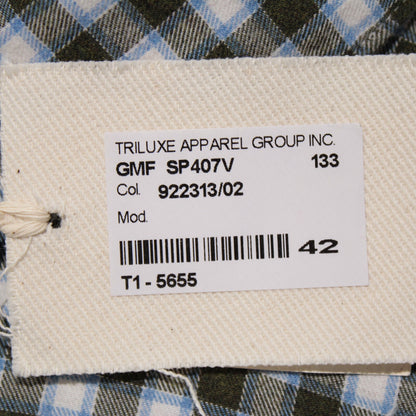 TRILUXE APPAREL GROUP INC.
GMF SP407V 133
Col. 922313/02
Mod.
42
T1 - 5655